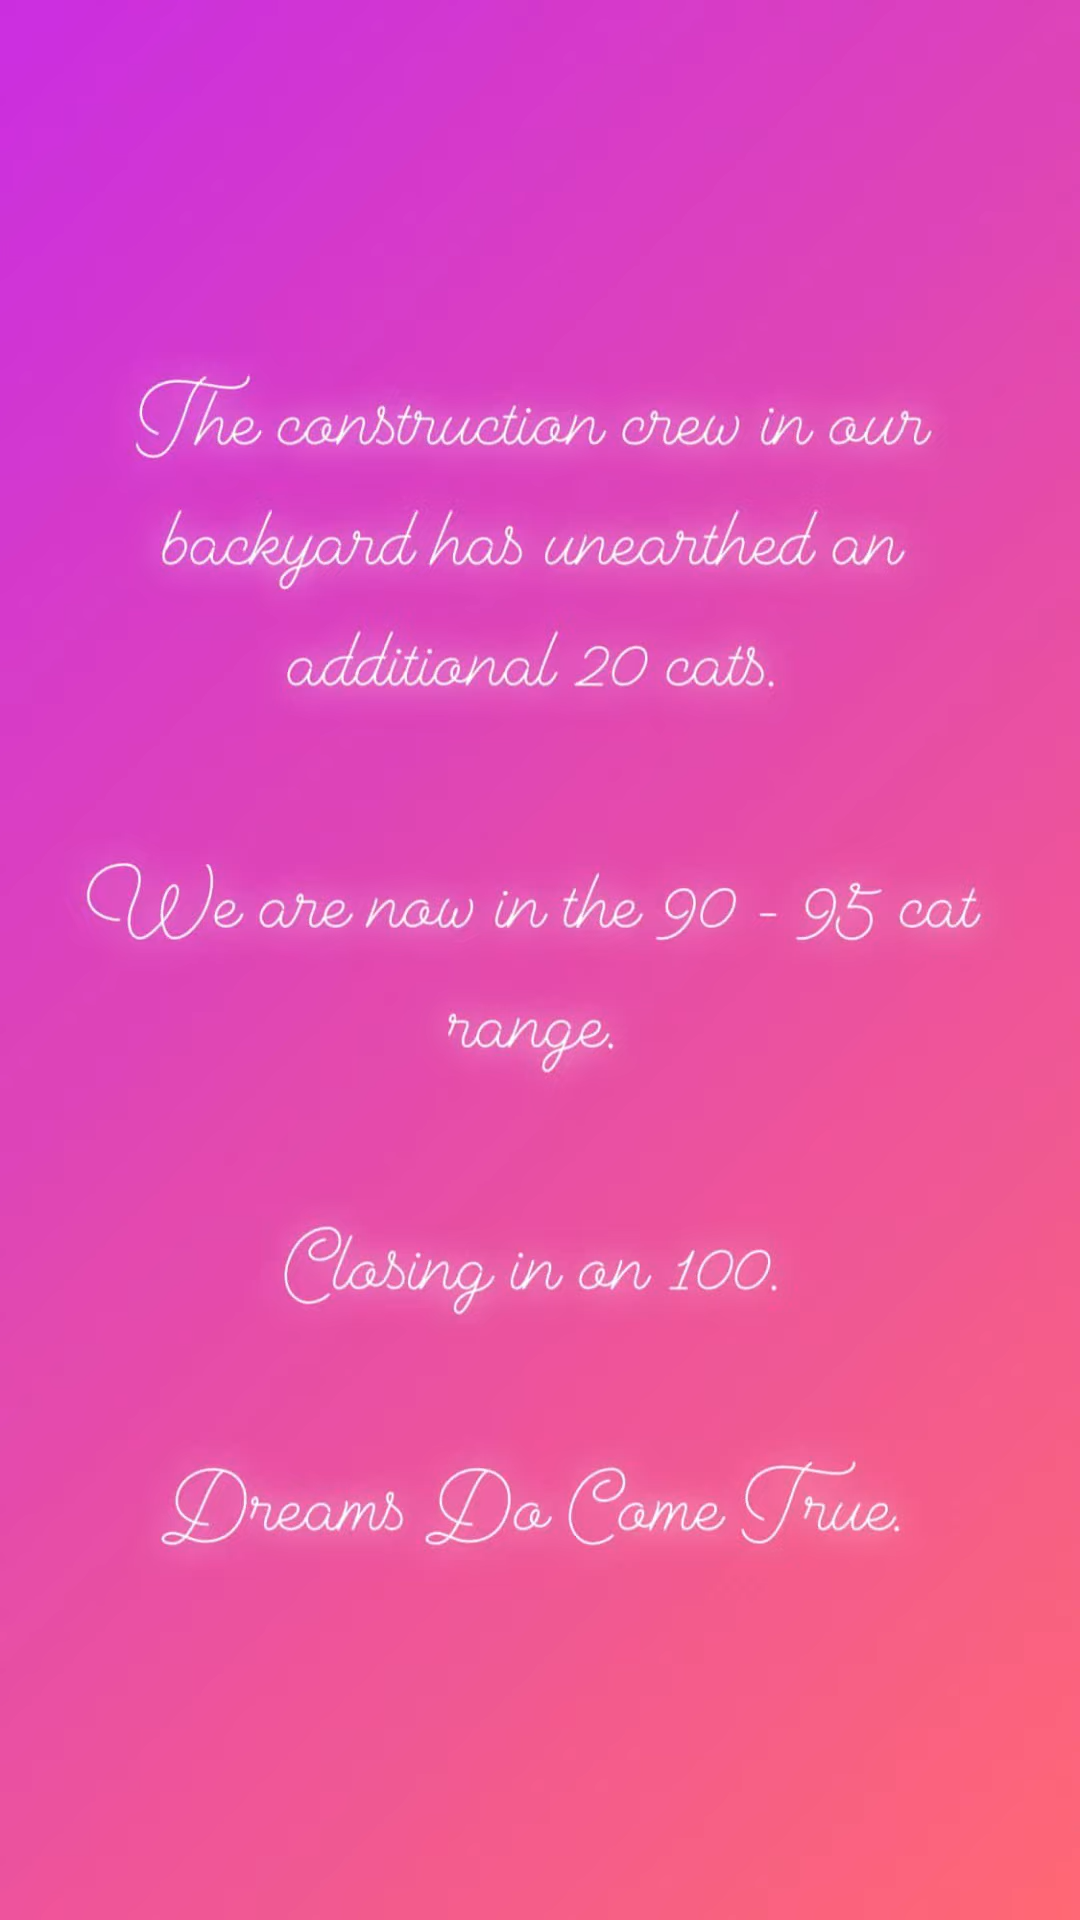 The construction crew in our
backyard has unearthed an
additional 20 cats.
We are now in the 90 - 95 cat
range.
Closing in on 100.
Dreams Do Come True.